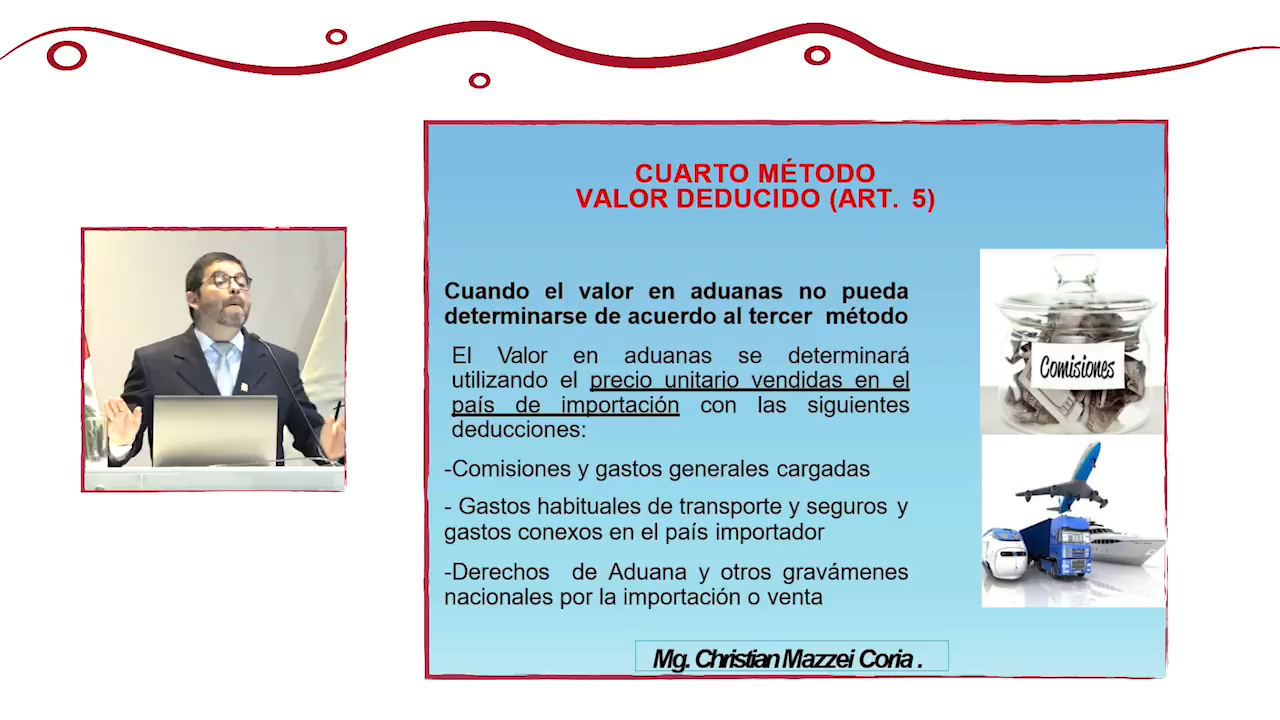 CUARTO MÉTODO
VALOR DEDUCIDO (ART. 5)
Cuando el valor en aduanas no pueda
determinarse de acuerdo al tercer método
El Valor en aduanas se determinará
utilizando el precio unitario vendidas en el
país de importación con las siguientes
deducciones:
-Comisiones y gastos generales cargadas
- Gastos habituales de transporte y seguros y
gastos conexos en el país importador
-Derechos de Aduana y otros gravámenes
nacionales por la importación o venta
Comisiones
Mg. Christian Mazzei Coria .